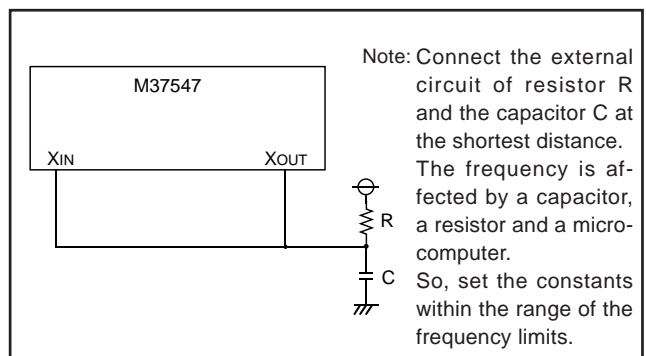 M37547
XIN
XOUT
R
C
Note: Connect the external
circuit of resistor R
and the capacitor C at
the shortest distance.
The frequency is af-
fected by a capacitor,
a resistor and a micro-
computer.
So, set the constants
within the range of the
frequency limits.